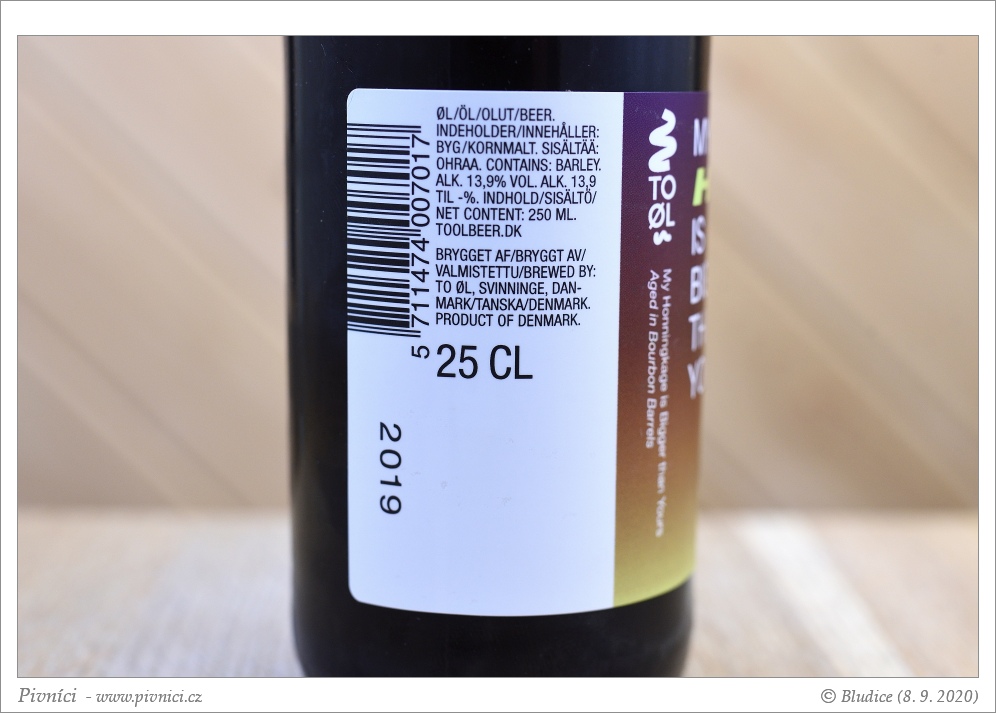 ØL/ÖL/OLUT/BEER.
INDEHOLDER/INNEHÅLLER:
BYG/KORNMALT. SISÄLTÄÄ:
OHRAA. CONTAINS: BARLEY.
ALK. 13,9% VOL. ALK. 13,9
TIL -%. INDHOLD/SISÄLTÖ/
NET CONTENT: 250 ML.
TOOLBEER.DK
BRYGGET AF/BRYGGT AV/
VALMISTETTU/BREWED BY:
TO ØL, SVINNINGE, DAN-
MARK/TANSKA/DENMARK.
PRODUCT OF DENMARK.
5 711474 007017
25 CL
2019
TO
ØL
My Honningkage is Bigger than Yours
Aged in Bourbon Barrels
IS
Pivníci - www.pivnici.cz
© Bludice (8. 9. 2020)